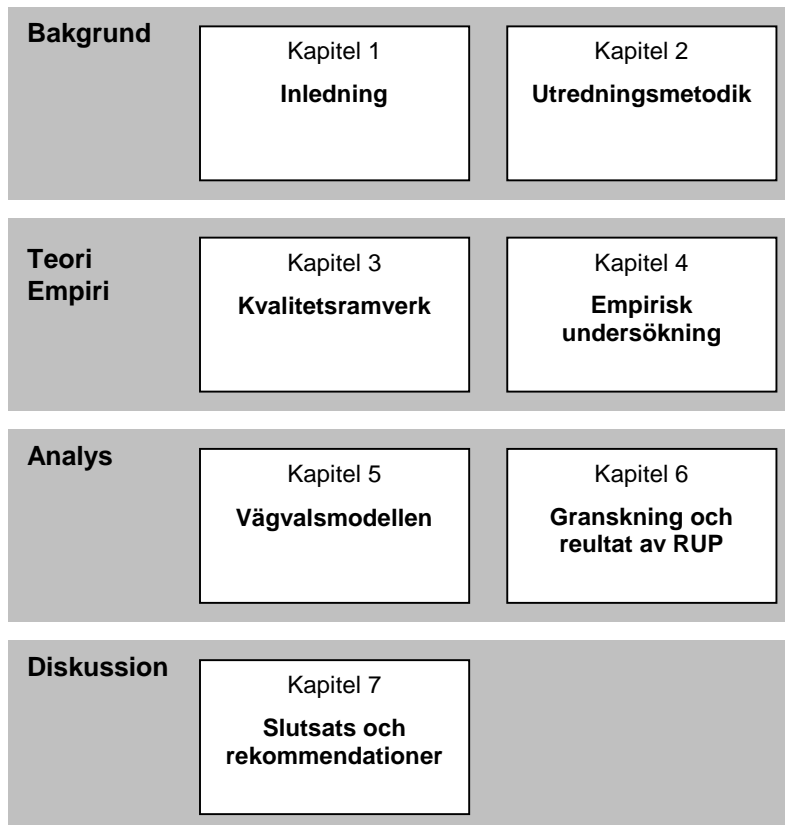 Bakgrund
Kapitel 1
Inledning
Kapitel 2
Utredningsmetodik
Teori
Empiri
Kapitel 3
Kvalitetsramverk
Kapitel 4
Empirisk
undersökning
Analys
Kapitel 5
Vägvalsmodellen
Kapitel 6
Granskning och
reultat av RUP
Diskussion
Kapitel 7
Slutsats och
rekommendationer